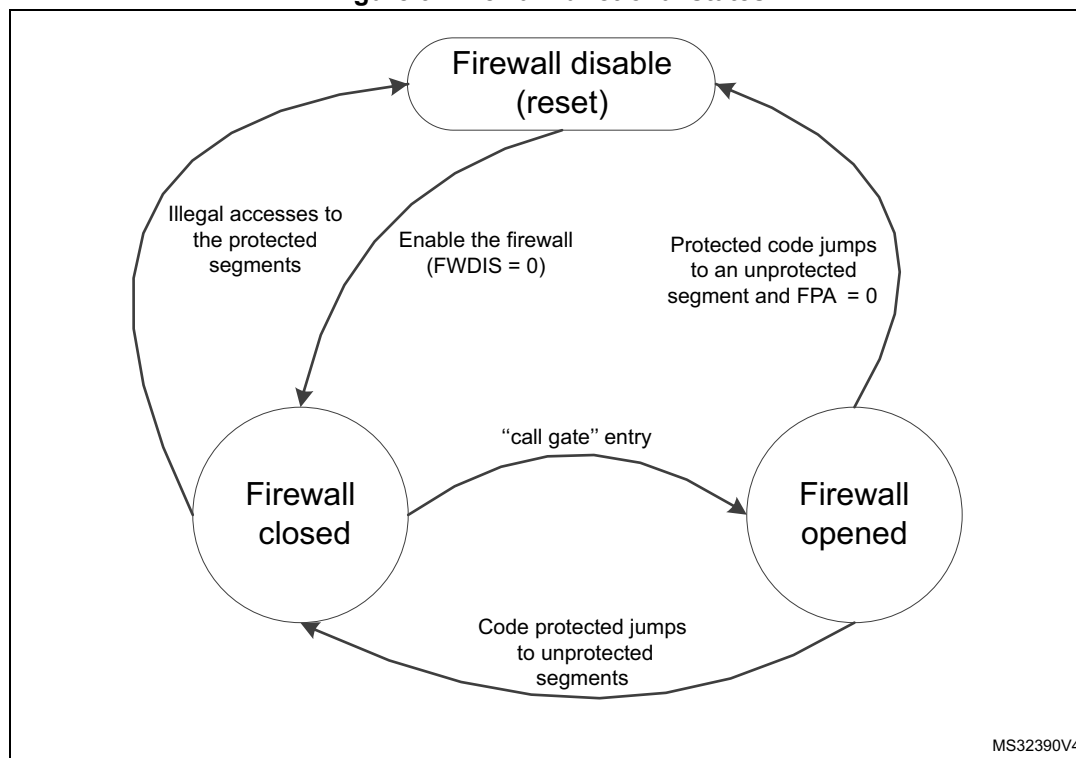 Firewall disable
(reset)
Illegal accesses to
the protected
segments
Enable the firewall
(FWDIS = 0)
Protected code jumps
to an unprotected
segment and FPA  = 0
“call gate” entry
Firewall
closed
Firewall
opened
Code protected jumps
to unprotected
segments
MS32390V4